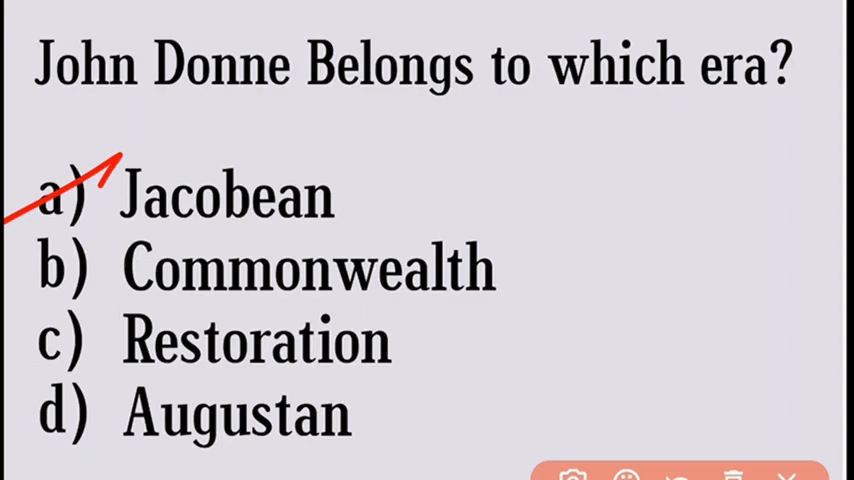 John Donne Belongs to which era?
a) Jacobean
b) Commonwealth
c) Restoration
d) Augustan